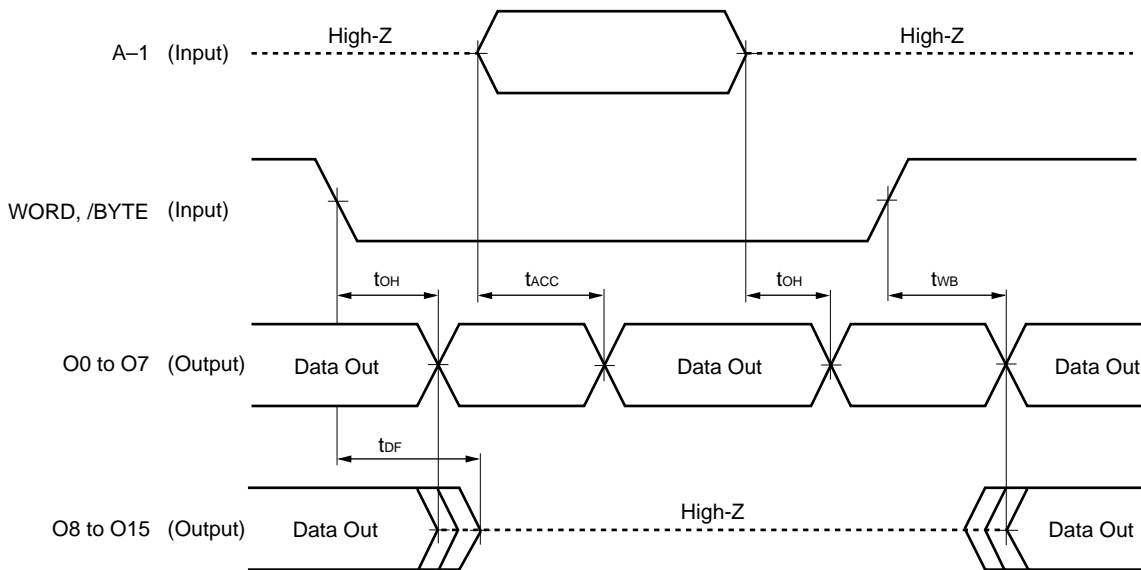 High-Z High-Z
A–1 (Input)
WORD, /BYTE (Input)
tOH tACC tOH tWB
O0 to O7 (Output) Data Out Data Out Data Out
tDF
High-Z
O8 to O15 (Output) Data Out Data Out